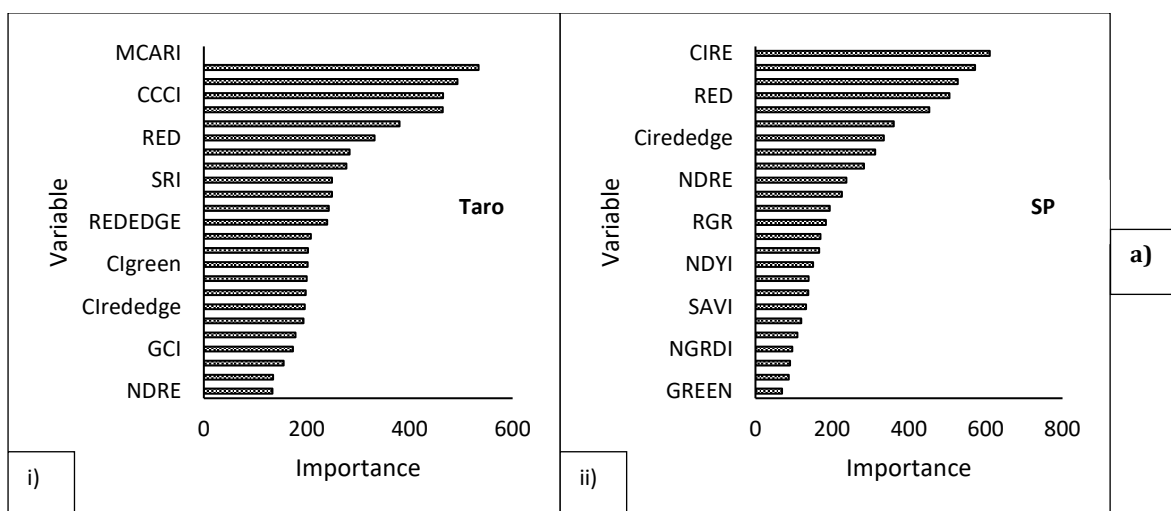 MCARI
CCCI
RED
SRI
REDEDGE
CIgreen
CIrededge
GCI
NDRE
Variable
Taro
0 200 400 600
Importance
i)
CIRE
RED
Cirededge
NDRE
RGR
NDYI
SAVI
NGRDI
GREEN
Variable
SP
0 200 400 600 800
Importance
ii)
a)